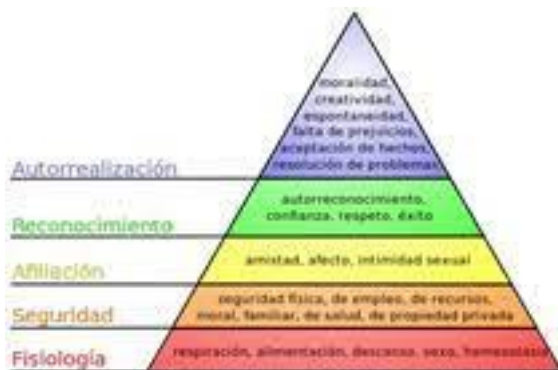 moralidad,
creatividad,
espontaneidad,
falta de prejuicios,
aceptación de hechos,
resolución de problemas
Autorrealización
autorreconocimiento,
confianza, respeto, éxito
Reconocimiento
amistad, afecto, intimidad sexual
Afiliación
seguridad física, de empleo, de recursos,
moral, familiar, de salud, de propiedad privada
Seguridad
respiración, alimentación, descanso, sexo, homeostasis
Fisiología